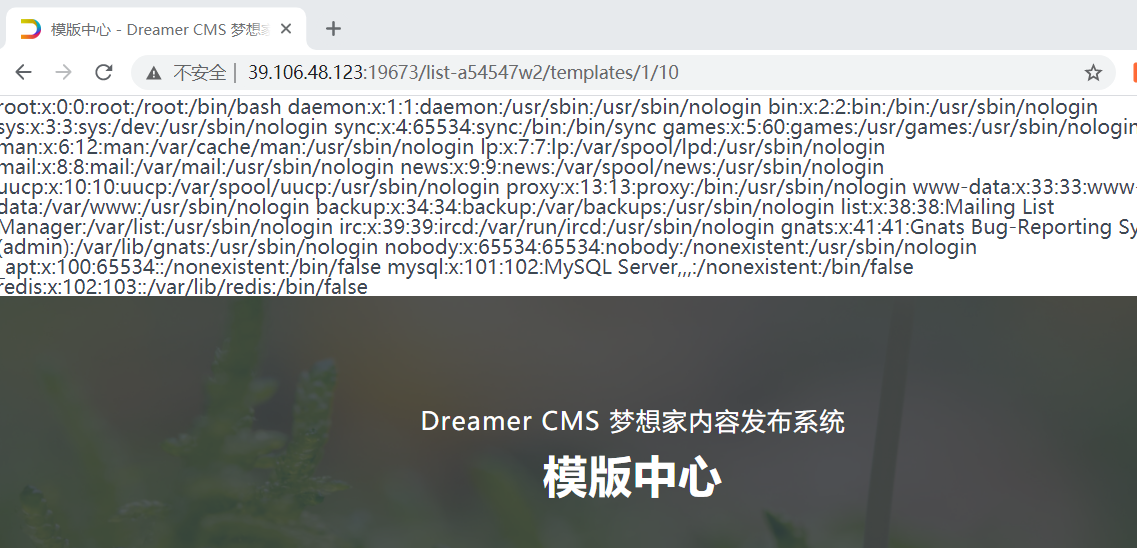 模版中心 - Dreamer CMS 梦想
不安全 | 39.106.48.123:19673/list-a54547w2/templates/1/10
root:x:0:0:root:/root:/bin/bash daemon:x:1:1:daemon:/usr/sbin:/usr/sbin/nologin bin:x:2:2:bin:/bin:/usr/sbin/nologin
sys:x:3:3:sys:/dev:/usr/sbin/nologin sync:x:4:65534:sync:/bin:/bin/sync games:x:5:60:games:/usr/games:/usr/sbin/nologin
man:x:6:12:man:/var/cache/man:/usr/sbin/nologin lp:x:7:7:lp:/var/spool/lpd:/usr/sbin/nologin
mail:x:8:8:mail:/var/mail:/usr/sbin/nologin news:x:9:9:news:/var/spool/news:/usr/sbin/nologin
uucp:x:10:10:uucp:/var/spool/uucp:/usr/sbin/nologin proxy:x:13:13:proxy:/bin:/usr/sbin/nologin www-data:x:33:33:www-
data:/var/www:/usr/sbin/nologin backup:x:34:34:backup:/var/backups:/usr/sbin/nologin list:x:38:38:Mailing List
Manager:/var/list:/usr/sbin/nologin irc:x:39:39:ircd:/var/run/ircd:/usr/sbin/nologin gnats:x:41:41:Gnats Bug-Reporting Sy
(admin):/var/lib/gnats:/usr/sbin/nologin nobody:x:65534:65534:nobody:/nonexistent:/usr/sbin/nologin
_apt:x:100:65534::/nonexistent:/bin/false mysql:x:101:102:MySQL Server,,,:/nonexistent:/bin/false
redis:x:102:103::/var/lib/redis:/bin/false
Dreamer CMS 梦想家内容发布系统
模版中心